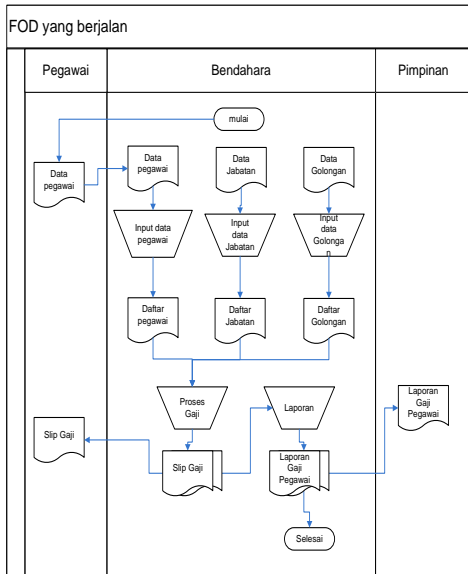 FOD yang berjalan
Pegawai
Bendahara
Pimpinan
mulai
Data
pegawai
Data
pegawai
Data
Jabatan
Data
Golongan
Input data
pegawai
Input
data
Jabatan
Input
data
Golonga
n
Daftar
pegawai
Daftar
Jabatan
Daftar
Golongan
Proses
Gaji
Laporan
Laporan
Gaji
Pegawai
Slip Gaji
Slip Gaji
Laporan
Gaji
Pegawai
Selesai